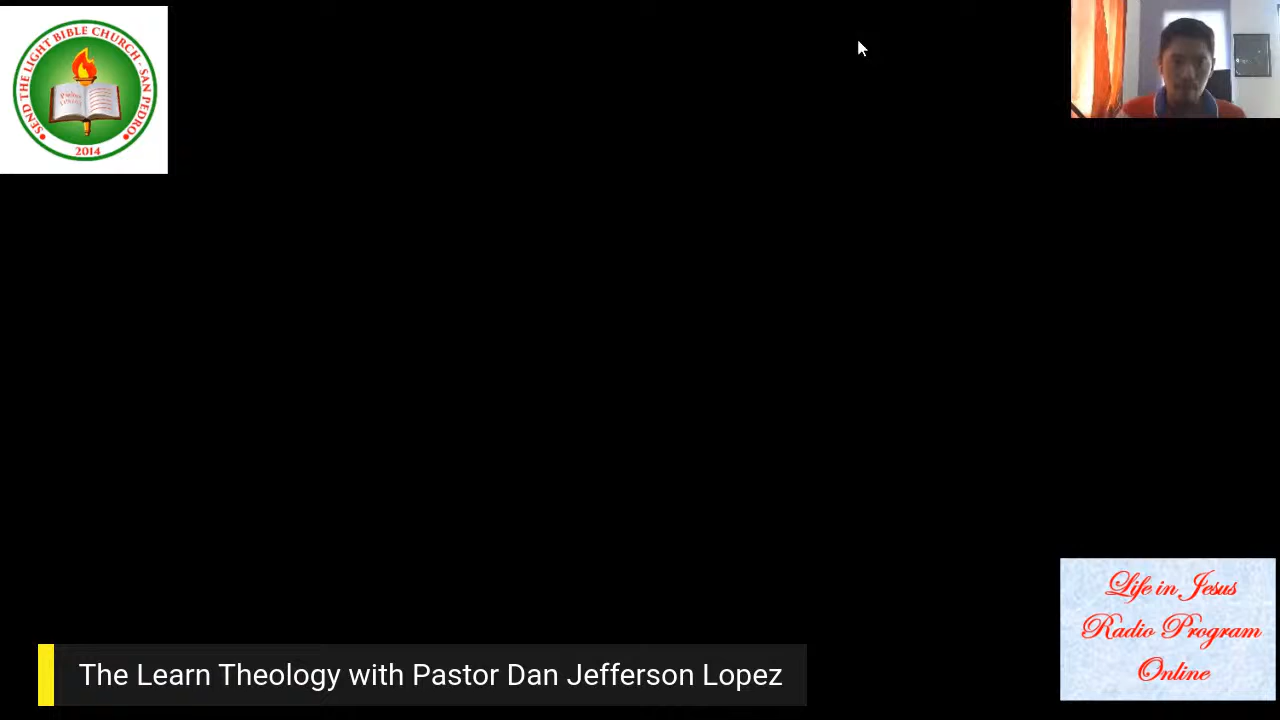 SEND THE LIGHT BIBLE CHURCH - SAN PEDRO
2014
Life in Jesus
Radio Program
Online
The Learn Theology with Pastor Dan Jefferson Lopez